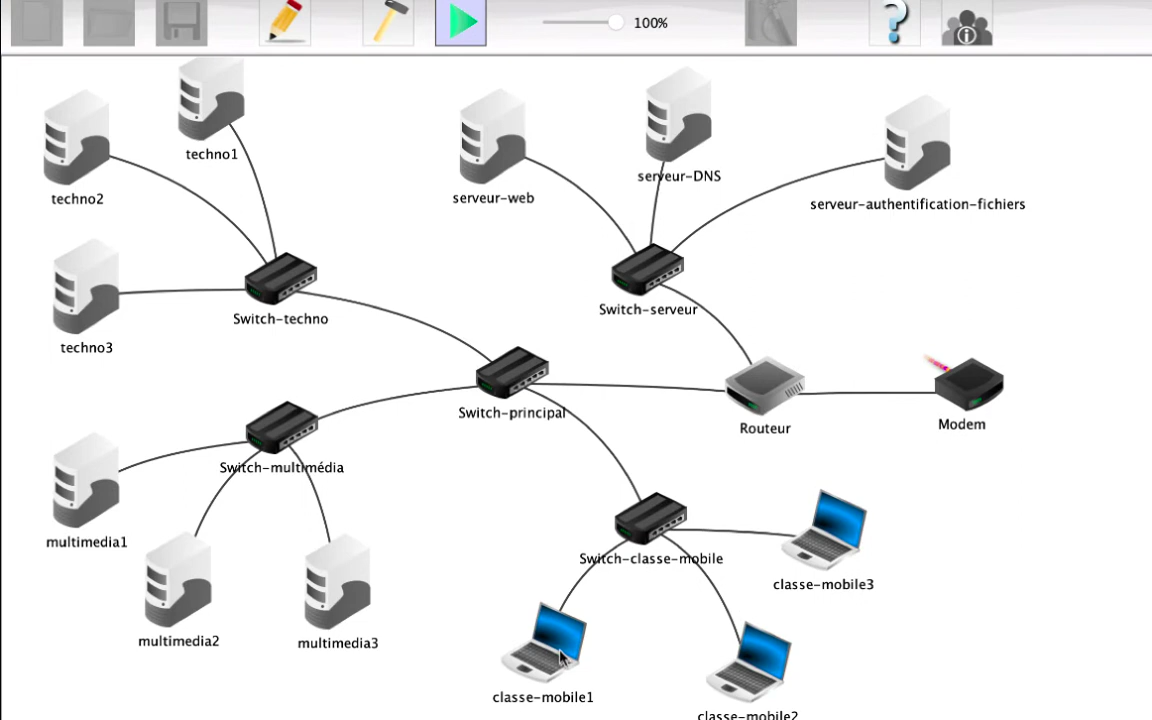 100%
techno1
techno2
serveur-web
serveur-DNS
serveur-authentification-fichiers
techno3
Switch-techno
Switch-serveur
Switch-principal
Routeur
Modem
Switch-multimédia
multimedia1
multimedia2
multimedia3
Switch-classe-mobile
classe-mobile3
classe-mobile1
classe-mobile2